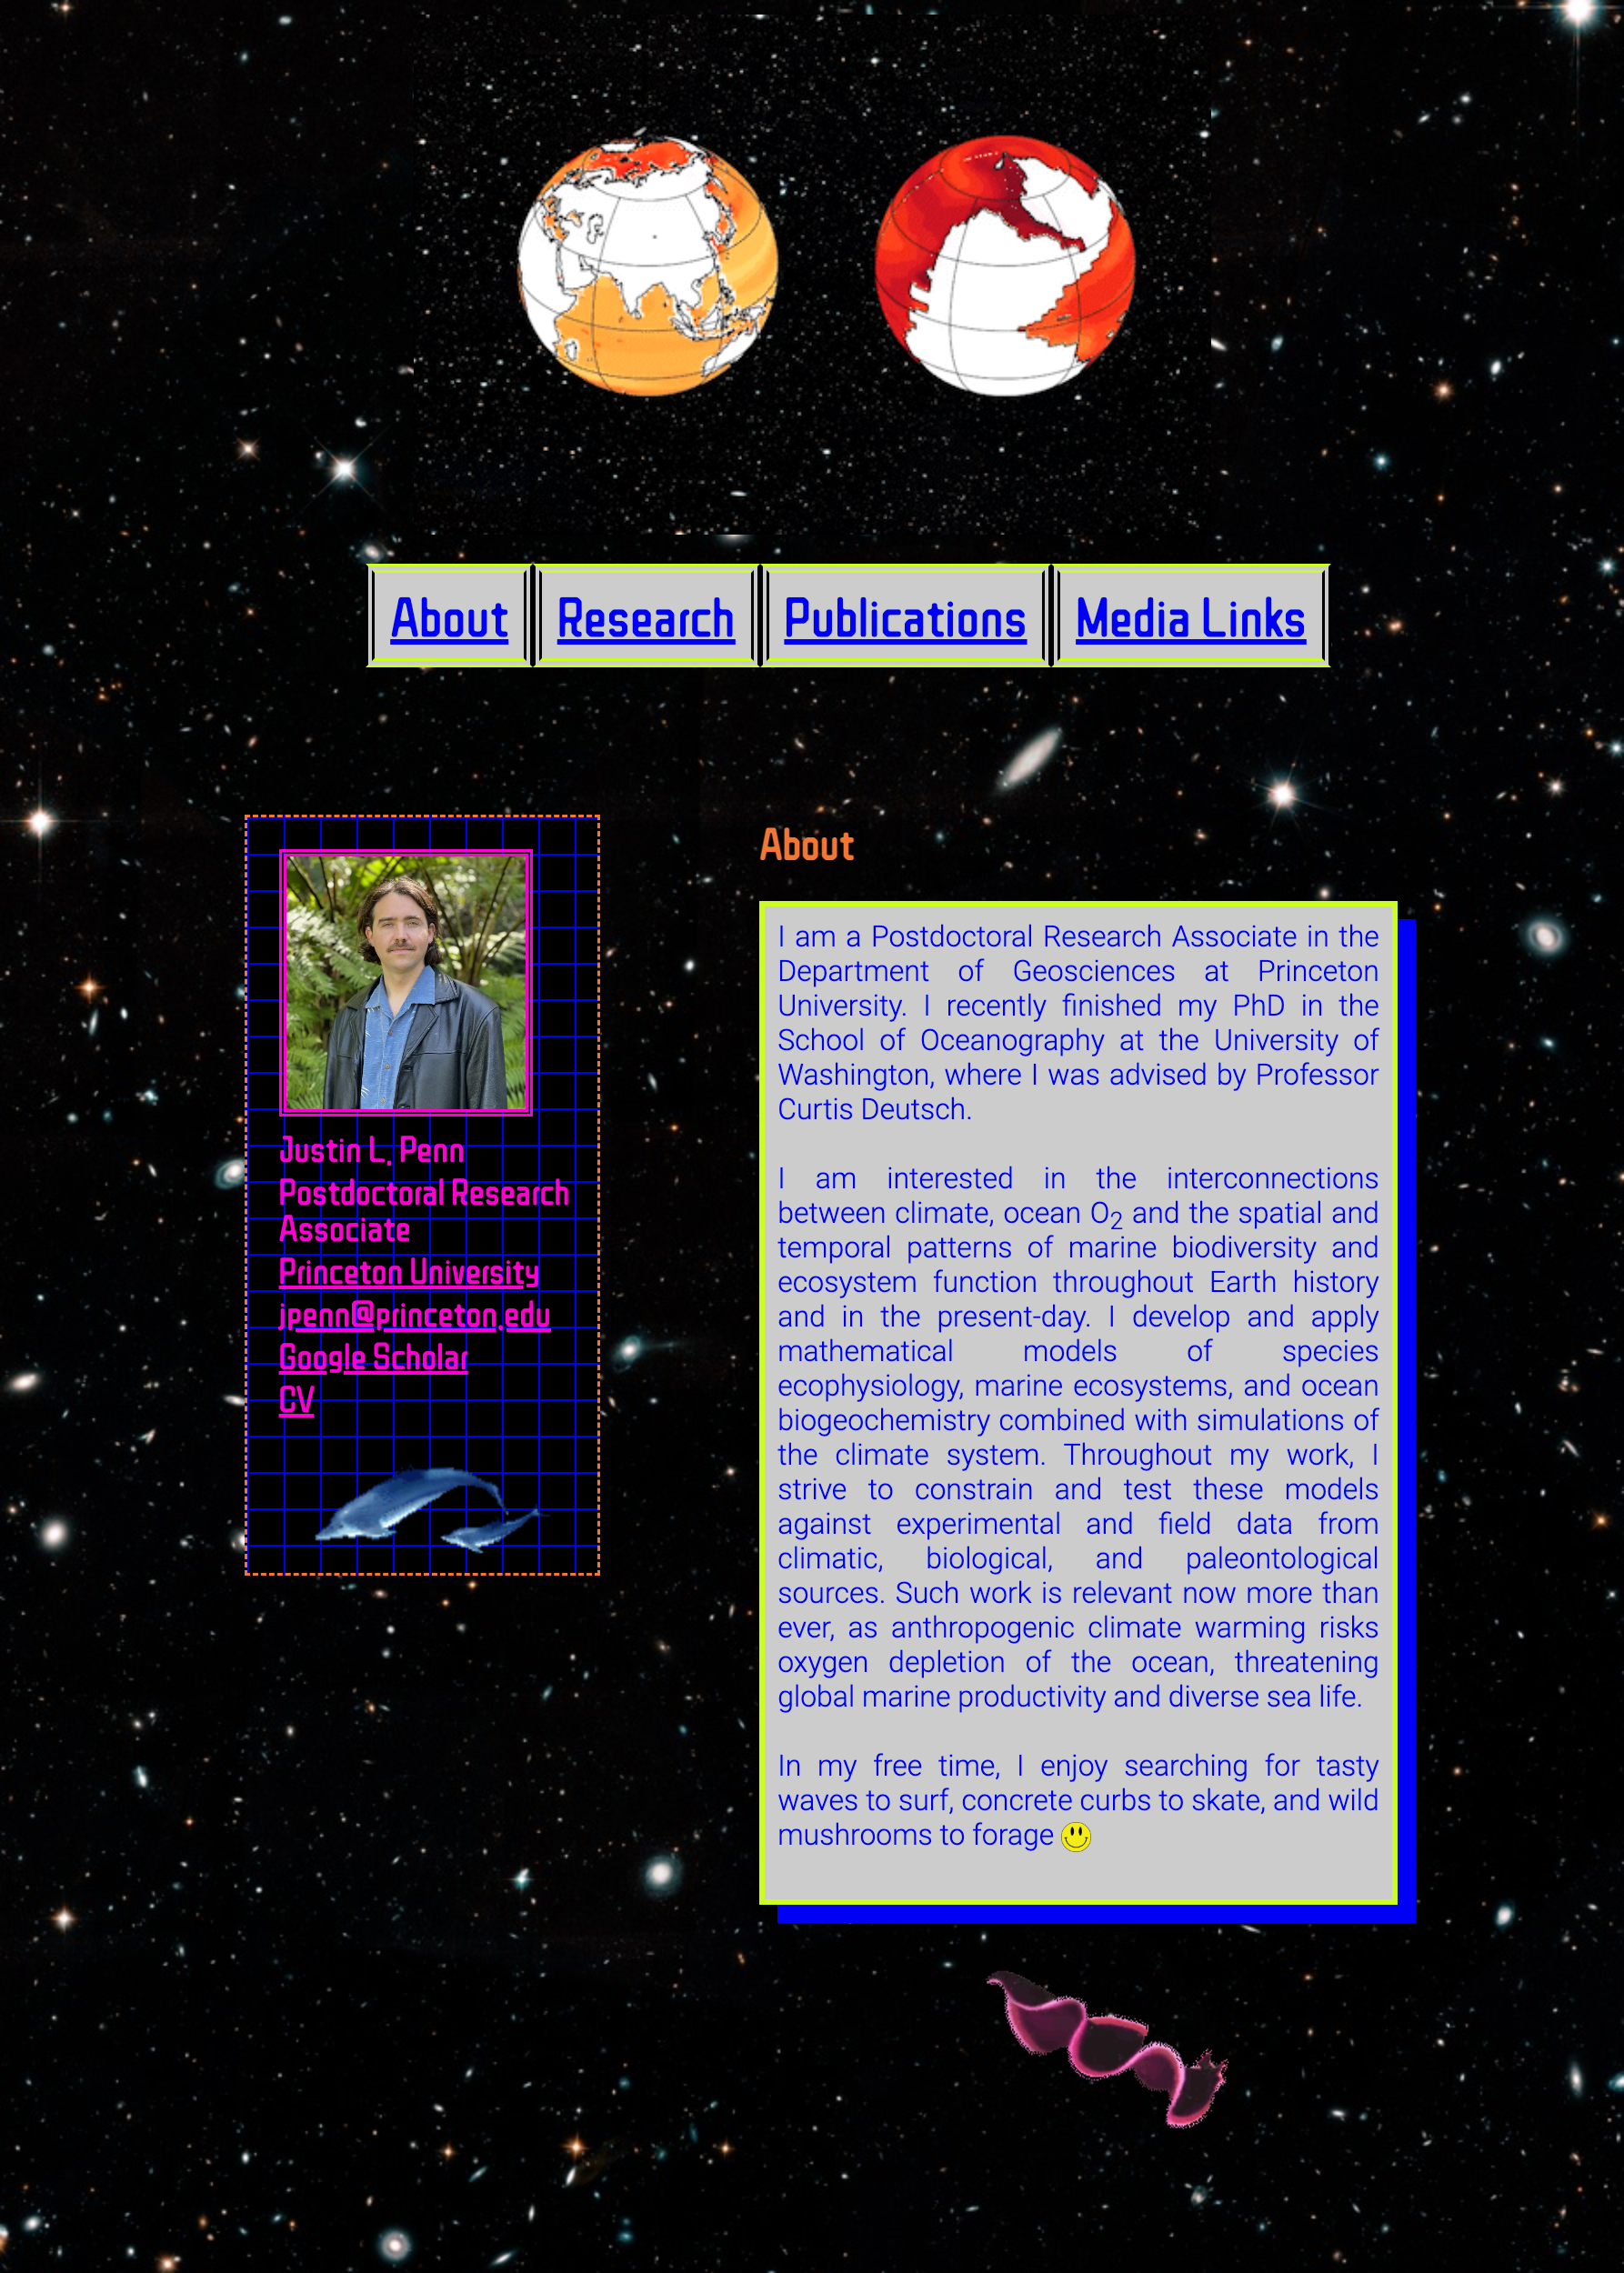 About
Research
Publications
Media Links
Justin L. Penn
Postdoctoral Research
Associate
Princeton University
jpenn@princeton.edu
Google Scholar
CV
About
I am a Postdoctoral Research Associate in the
Department of Geosciences at Princeton
University. I recently finished my PhD in the
School of Oceanography at the University of
Washington, where I was advised by Professor
Curtis Deutsch.
I am interested in the interconnections
between climate, ocean O₂ and the spatial and
temporal patterns of marine biodiversity and
ecosystem function throughout Earth history
and in the present-day. I develop and apply
mathematical models of species
ecophysiology, marine ecosystems, and ocean
biogeochemistry combined with simulations of
the climate system. Throughout my work, I
strive to constrain and test these models
against experimental and field data from
climatic, biological, and paleontological
sources. Such work is relevant now more than
ever, as anthropogenic climate warming risks
oxygen depletion of the ocean, threatening
global marine productivity and diverse sea life.
In my free time, I enjoy searching for tasty
waves to surf, concrete curbs to skate, and wild
mushrooms to forage